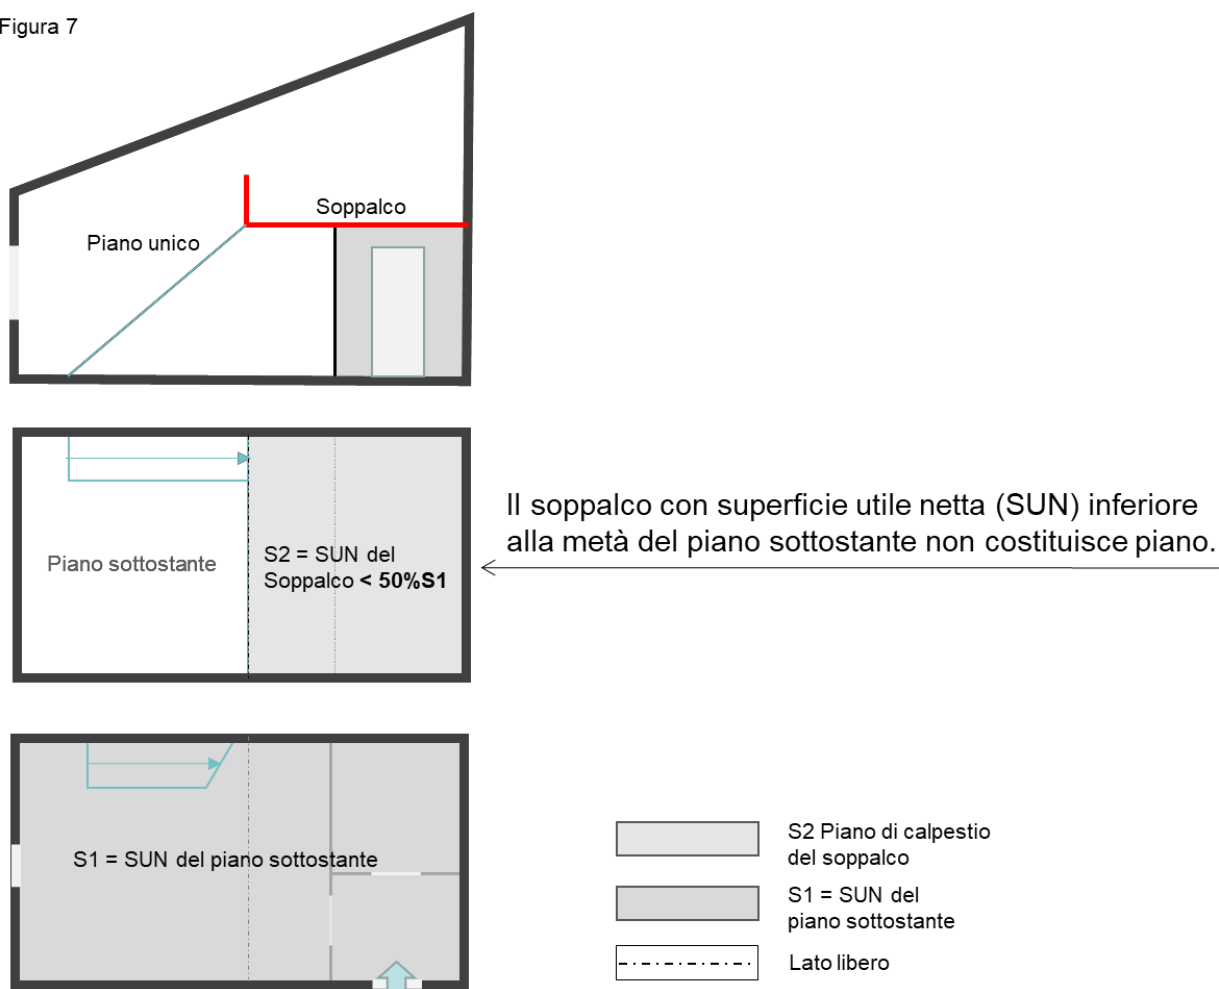 Figura 7
Soppalco
Piano unico
Piano sottostante
S2 = SUN del
Soppalco < 50%S1
Il soppalco con superficie utile netta (SUN) inferiore
alla metà del piano sottostante non costituisce piano.
S1 = SUN del piano sottostante
S2 Piano di calpestio
del soppalco
S1 = SUN del
piano sottostante
Lato libero